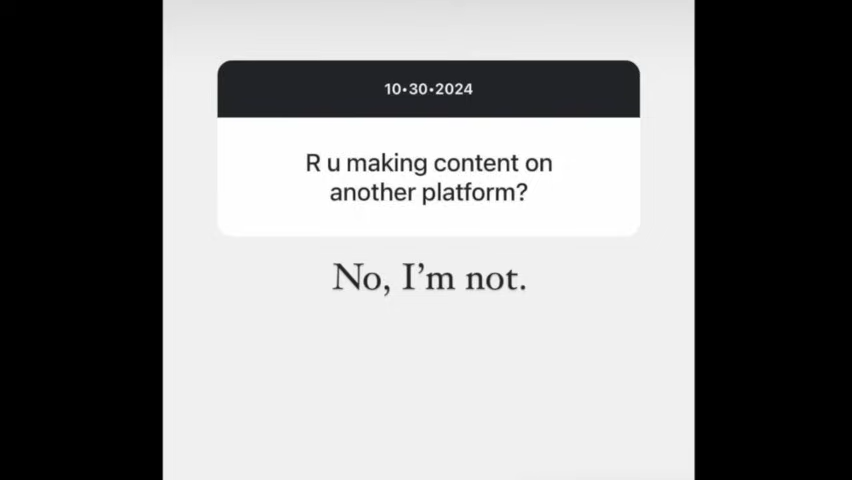 10•30•2024
R u making content on
another platform?
No, I’m not.